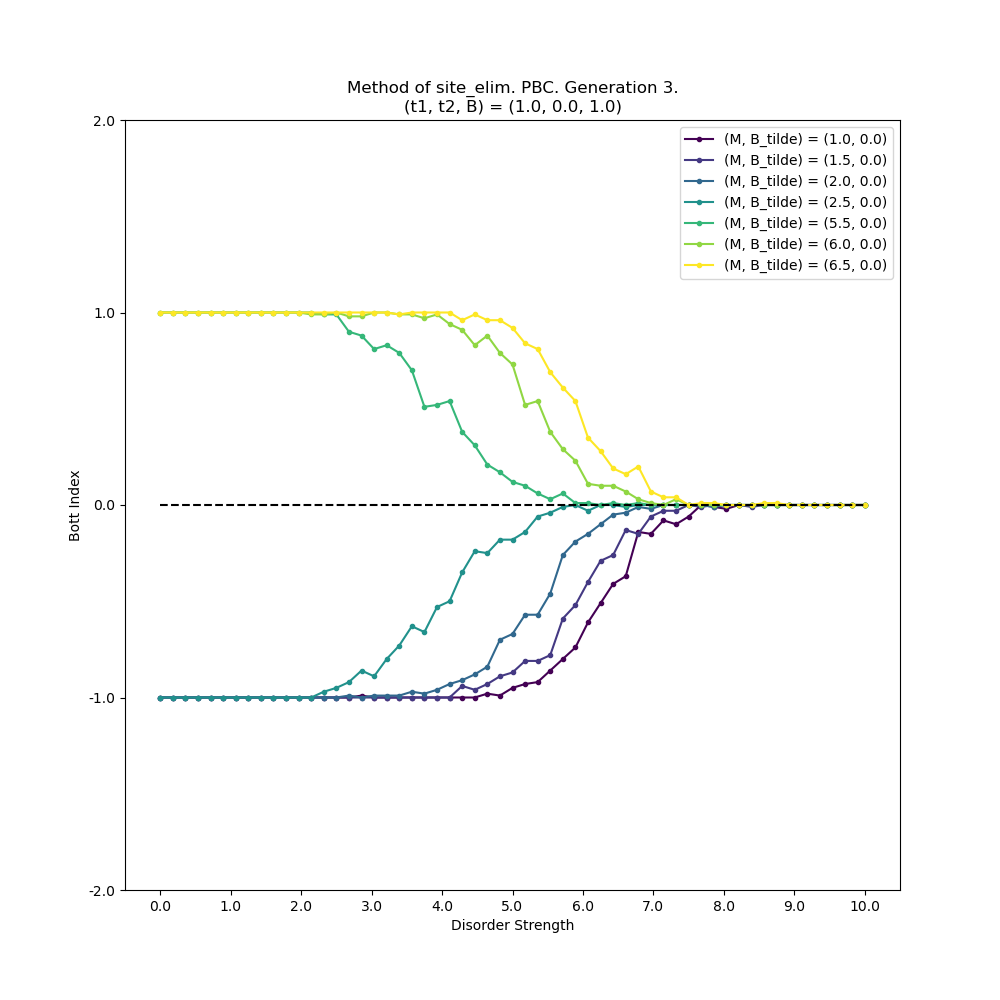 Method of site_elim. PBC. Generation 3.
(t1, t2, B) = (1.0, 0.0, 1.0)
2.0
1.0
0.0
-1.0
-2.0
Bott Index
(M, B_tilde) = (1.0, 0.0)
(M, B_tilde) = (1.5, 0.0)
(M, B_tilde) = (2.0, 0.0)
(M, B_tilde) = (2.5, 0.0)
(M, B_tilde) = (5.5, 0.0)
(M, B_tilde) = (6.0, 0.0)
(M, B_tilde) = (6.5, 0.0)
0.0 1.0 2.0 3.0 4.0 5.0 6.0 7.0 8.0 9.0 10.0
Disorder Strength